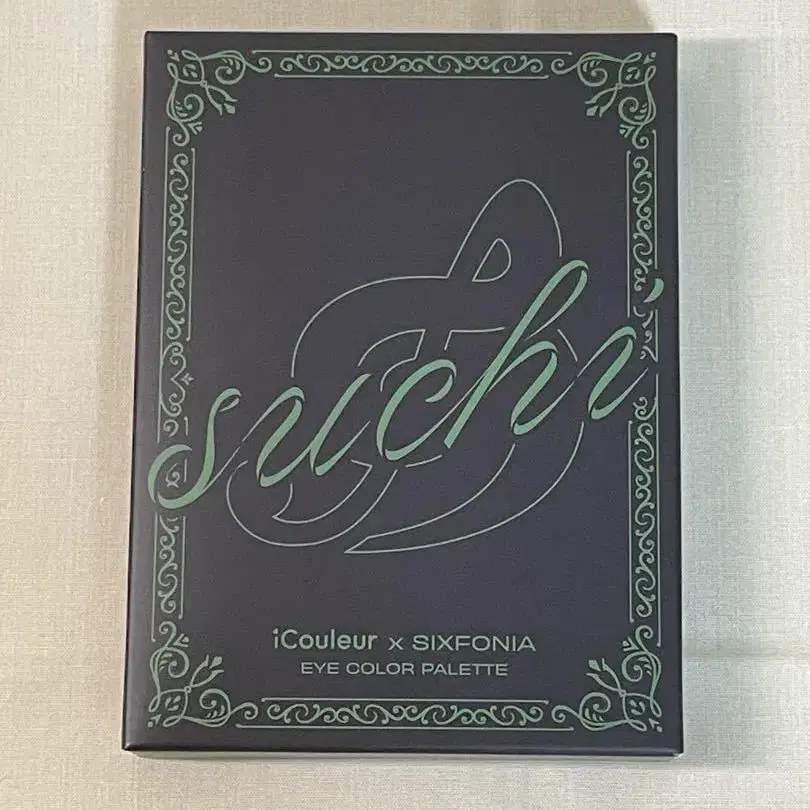 suchi'
iCouleur x SIXFONIA
EYE COLOR PALETTE